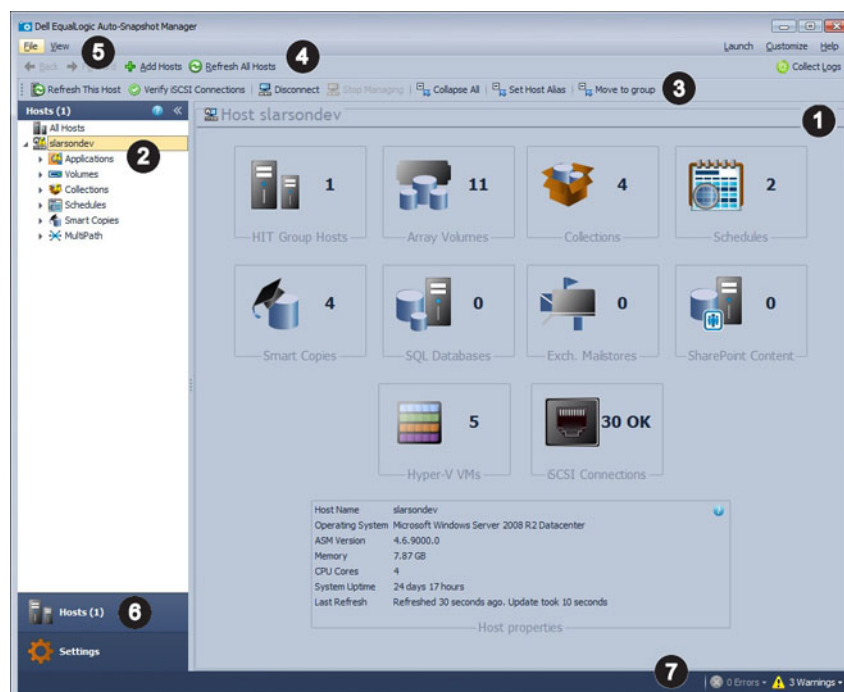 Dell EqualLogic Auto-Snapshot Manager
File View
5
Launch Customize Help
Back
Add Hosts Refresh All Hosts
4
Collect Logs
Refresh This Host Verify iSCSI Connections Disconnect Stop Managing Collapse All Set Host Alias Move to group
3
Hosts (1)
Host slarsondev
1
All Hosts
slarsondev
2
Applications
Volumes
Collections
Schedules
Smart Copies
MultiPath
1
HIT Group Hosts
11
Array Volumes
4
Collections
2
Schedules
4
Smart Copies
0
SQL Databases
0
Exch. Mailstores
0
SharePoint Content
5
Hyper-V VMs
30 OK
iSCSI Connections
Host Name slarsondev
Operating System Microsoft Windows Server 2008 R2 Datacenter
ASM Version 4.6.9000.0
Memory 7.87 GB
CPU Cores 4
System Uptime 24 days 17 hours
Last Refresh Refreshed 30 seconds ago. Update took 10 seconds
Host properties
Hosts (1)
6
Settings
7
0 Errors 3 Warnings